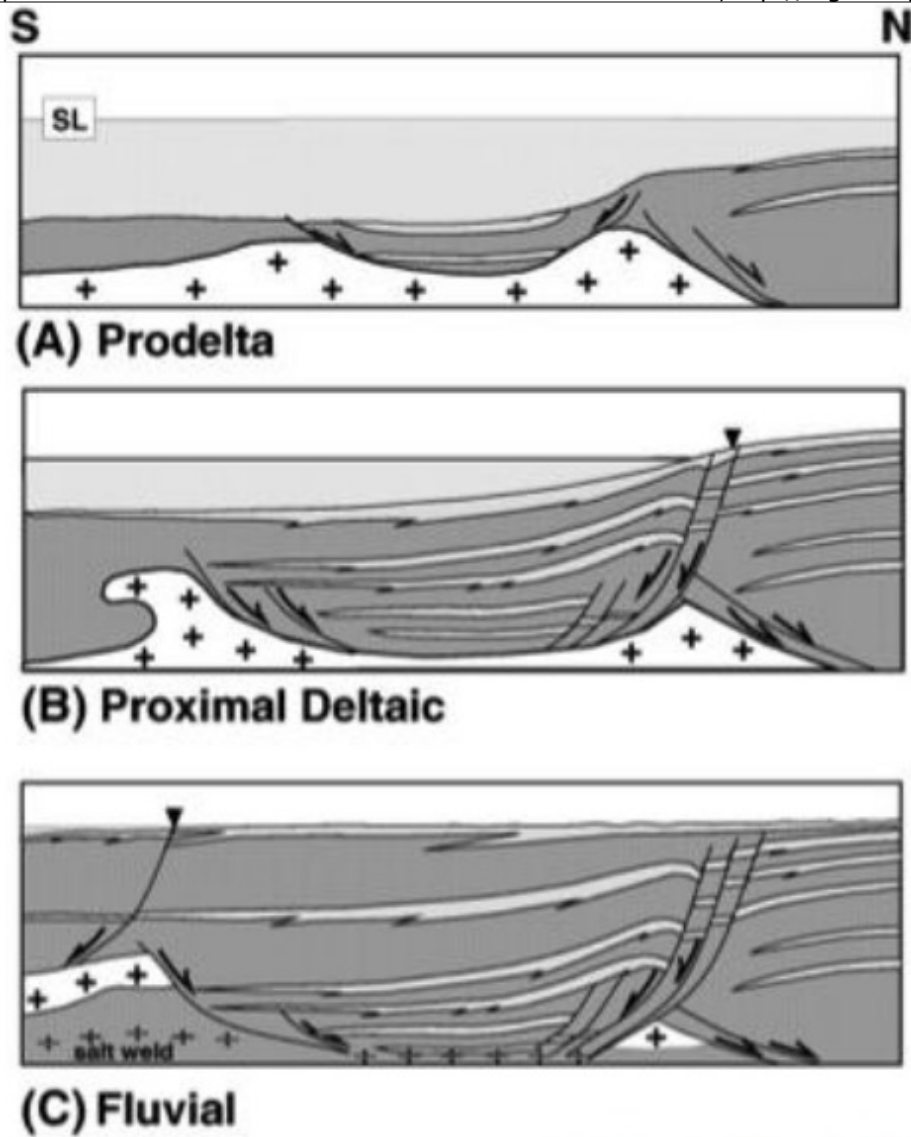 S N
SL
(A) Prodelta
(B) Proximal Deltaic
salt weld
(C) Fluvial